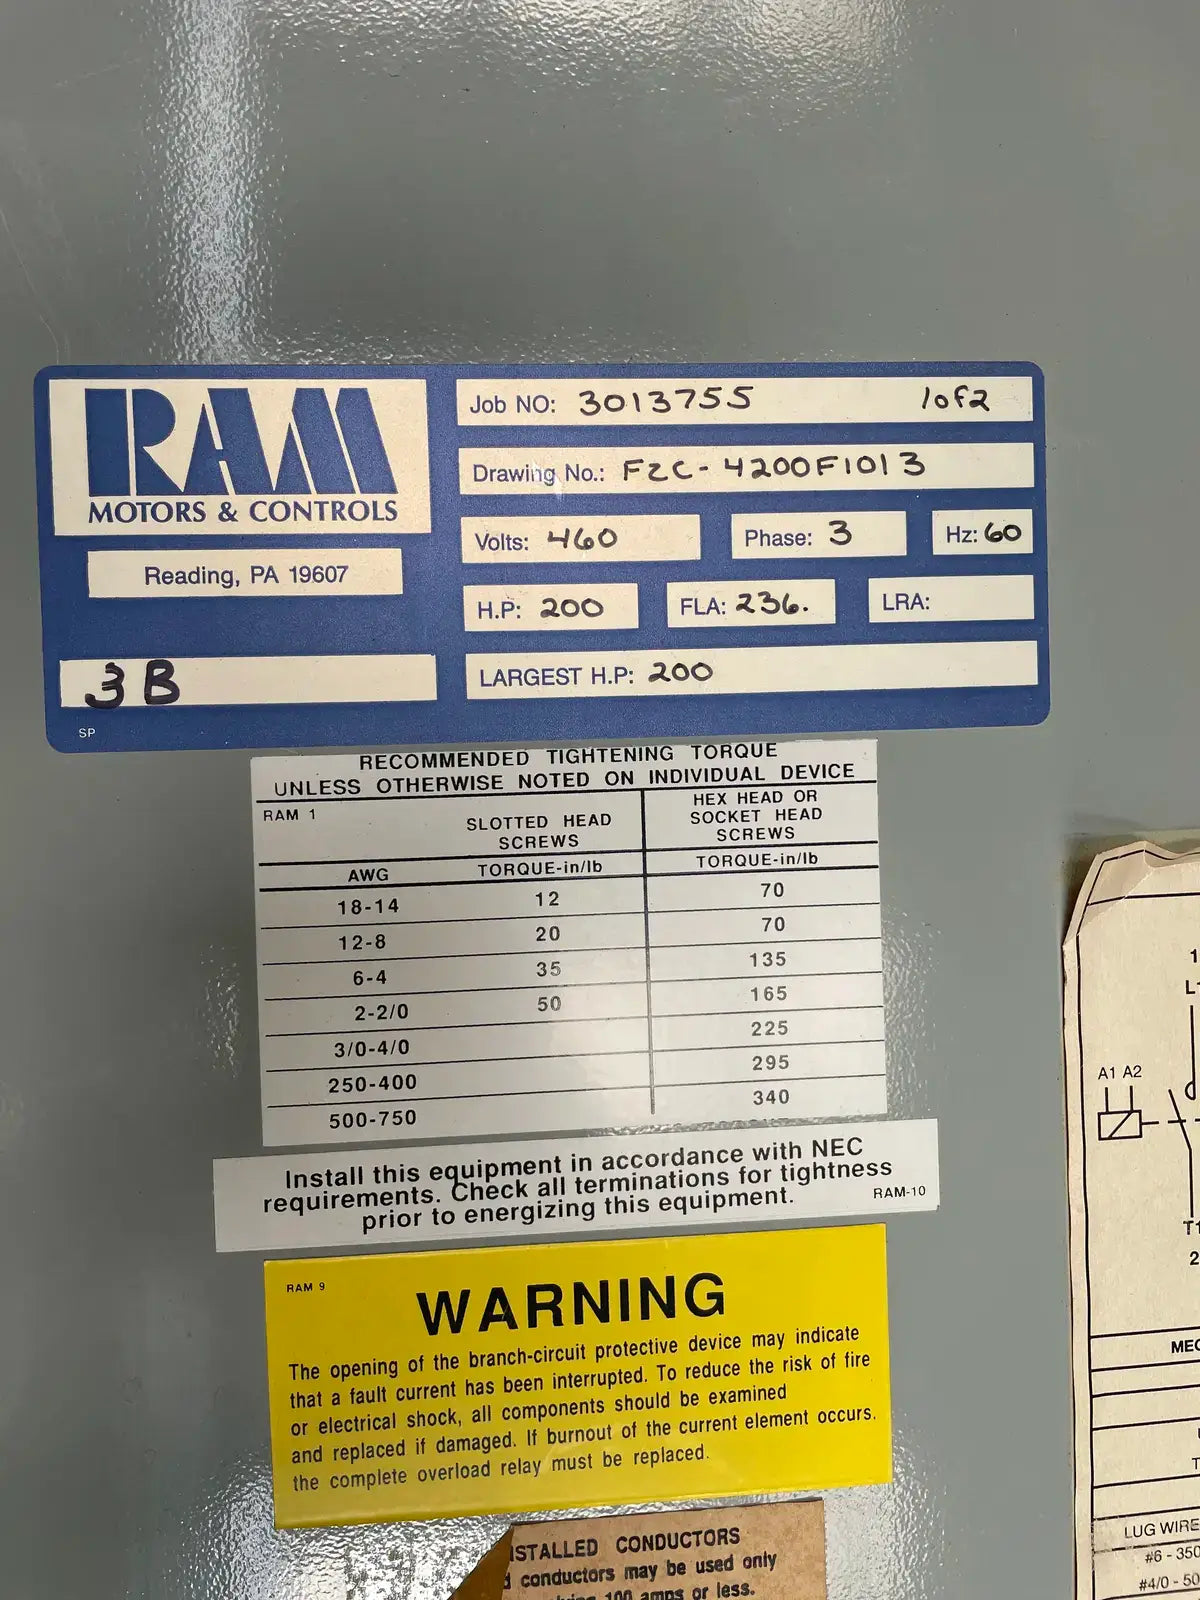 RAM
MOTORS & CONTROLS
Reading, PA 19607
3B
SP
Job NO: 3013755 1of2
Drawing No.: FZC-4200F1013
Volts: 460 Phase: 3 Hz: 60
H.P: 200 FLA: 236. LRA:
LARGEST H.P: 200
RECOMMENDED TIGHTENING TORQUE
UNLESS OTHERWISE NOTED ON INDIVIDUAL DEVICE
RAM 1
SLOTTED HEAD
SCREWS
HEX HEAD OR
SOCKET HEAD
SCREWS
AWG TORQUE-in/lb TORQUE-in/lb
18-14 12 70
12-8 20 70
6-4 35 135
2-2/0 50 165
3/0-4/0 225
250-400 295
500-750 340
Install this equipment in accordance with NEC
requirements. Check all terminations for tightness
prior to energizing this equipment. RAM-10
RAM 9
WARNING
The opening of the branch-circuit protective device may indicate
that a fault current has been interrupted. To reduce the risk of fire
or electrical shock, all components should be examined
and replaced if damaged. If burnout of the current element occurs.
the complete overload relay must be replaced.
CONDUCTORS
conductors may be used only
100 amps or less.
A1 A2
T1
2
LUG WIRE
#6 - 350
#4/0 - 50